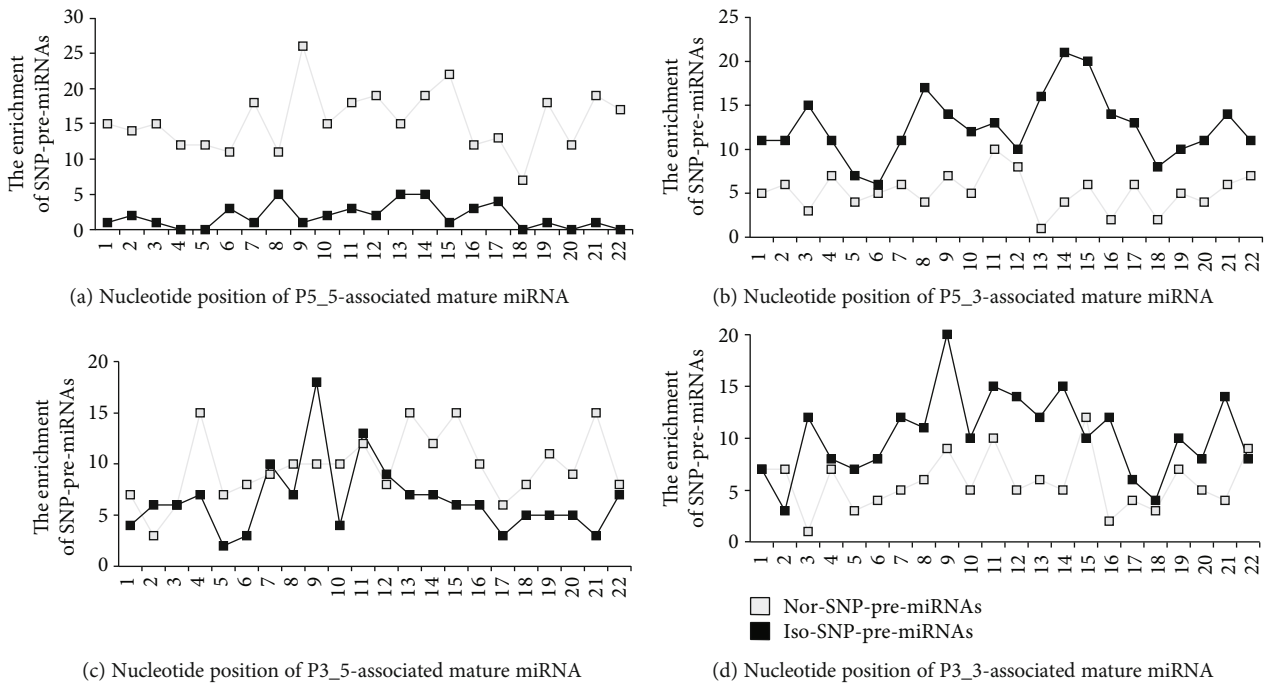 The enrichment
of SNP-pre-miRNAs
30
25
20
15
10
5
0
1 2 3 4 5 6 7 8 9 10 11 12 13 14 15 16 17 18 19 20 21 22
(a) Nucleotide position of P5_5-associated mature miRNA
The enrichment
of SNP-pre-miRNAs
25
20
15
10
5
0
1 2 3 4 5 6 7 8 9 10 11 12 13 14 15 16 17 18 19 20 21 22
(b) Nucleotide position of P5_3-associated mature miRNA
The enrichment
of SNP-pre-miRNAs
20
15
10
5
0
1 2 3 4 5 6 7 8 9 10 11 12 13 14 15 16 17 18 19 20 21 22
(c) Nucleotide position of P3_5-associated mature miRNA
The enrichment
of SNP-pre-miRNAs
20
15
10
5
0
1 2 3 4 5 6 7 8 9 10 11 12 13 14 15 16 17 18 19 20 21 22
Nor-SNP-pre-miRNAs
Iso-SNP-pre-miRNAs
(d) Nucleotide position of P3_3-associated mature miRNA